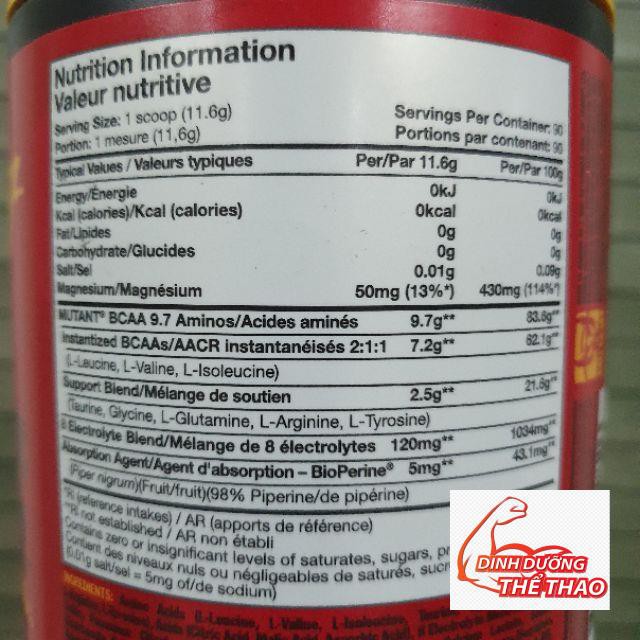 Nutrition Information
Valeur nutritive
Serving Size: 1 scoop (11.6g) Servings Per Container: 90
Portion: 1 mesure (11,6g) Portions par contenant: 90
Typical Values / Valeurs typiques Per/Par 11.6g Per/Par 100g
Energy/Énergie 0kJ 0kJ
Kcal (calories)/Kcal (calories) 0kcal 0kcal
Fat/Lipides 0g 0g
Carbohydrate/Glucides 0g 0g
Salt/Sel 0.01g 0.09g
Magnesium/Magnésium 50mg (13%*) 430mg (114%*)
MUTANT® BCAA 9.7 Aminos/Acides aminés 9.7g** 83.6g**
Instantized BCAAs/AACR instantanéisés 2:1:1 7.2g** 62.1g**
(L-Leucine, L-Valine, L-Isoleucine)
Support Blend/Mélange de soutien 2.5g** 21.6g**
(Taurine, Glycine, L-Glutamine, L-Arginine, L-Tyrosine)
8 Electrolyte Blend/Mélange de 8 électrolytes 120mg** 1034mg**
Absorption Agent/Agent d'absorption – BioPerine® 5mg** 43.1mg**
(Piper nigrum)(Fruit/fruit)(98% Piperine/de pipérine)
*RI (reference intakes) / AR (apports de référence)
**RI not established / AR non établi
Contains zero or insignificant levels of saturates, sugars,
Contient des niveaux nuls ou négligeables de saturés,
(0.01g salt/sel = 5mg of/de sodium)
INGREDIENTS: Amino Acids (L-Leucine, L-Valine, L-Isoleucine,
DINH DƯỠNG
THỂ THAO